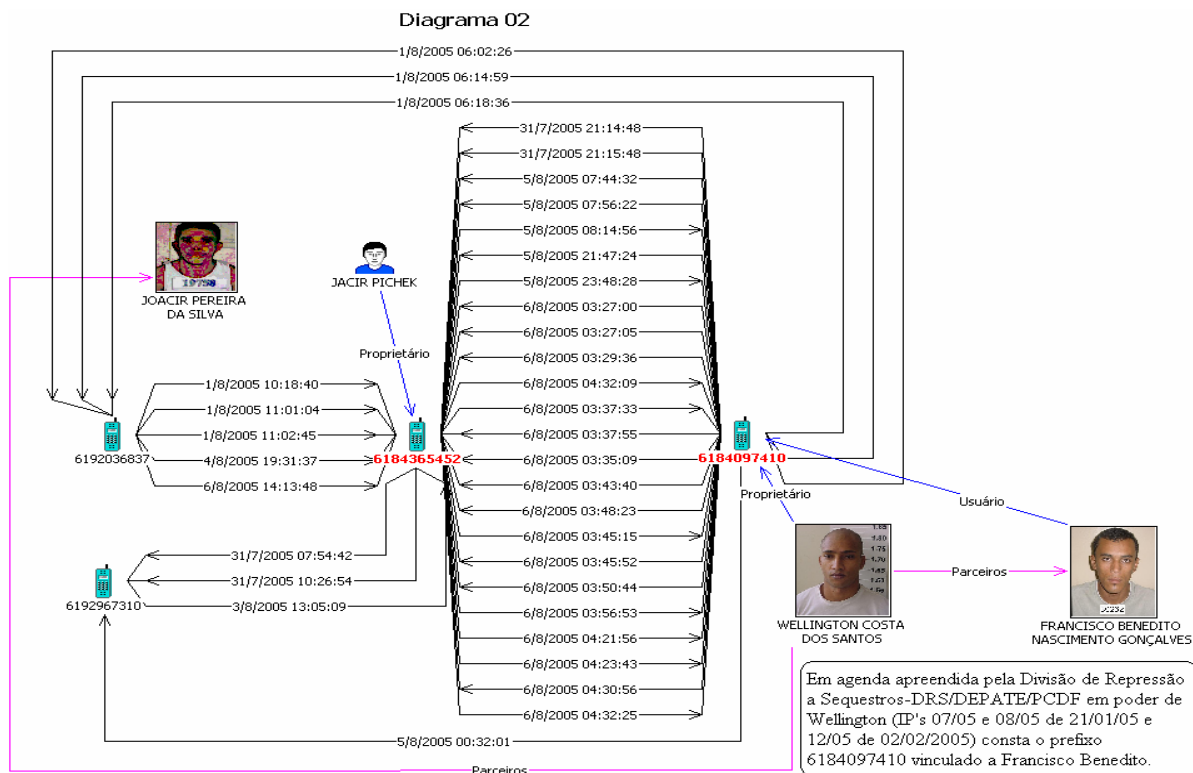 Diagrama 02
1/8/2005 06:02:26
1/8/2005 06:14:59
1/8/2005 06:18:36
31/7/2005 21:14:48
31/7/2005 21:15:48
5/8/2005 07:44:32
5/8/2005 07:56:22
5/8/2005 08:14:56
5/8/2005 21:47:24
5/8/2005 23:48:28
6/8/2005 03:27:00
6/8/2005 03:27:05
6/8/2005 03:29:36
6/8/2005 04:32:09
6/8/2005 03:37:33
6/8/2005 03:37:55
6/8/2005 03:35:09
6/8/2005 03:43:40
6/8/2005 03:48:23
6/8/2005 03:45:15
6/8/2005 03:45:52
6/8/2005 03:50:44
6/8/2005 03:56:53
6/8/2005 04:21:56
6/8/2005 04:23:43
6/8/2005 04:30:56
6/8/2005 04:32:25
JOACIR PEREIRA
DA SILVA
JACIR PICHEK
Proprietário
1/8/2005 10:18:40
1/8/2005 11:01:04
1/8/2005 11:02:45
4/8/2005 19:31:37
6/8/2005 14:13:48
6192036837
6184365452
6184097410
31/7/2005 07:54:42
31/7/2005 10:26:54
3/8/2005 13:05:09
6192967310
5/8/2005 00:32:01
Proprietário
Usuário
1.80
1.75
1.70
Parceiros
WELLINGTON COSTA
DOS SANTOS
FRANCISCO BENEDITO
NASCIMENTO GONÇALVES
Em agenda apreendida pela Divisão de Repressão
a Sequestros-DRS/DEPATE/PCDF em poder de
Wellington (IP's 07/05 e 08/05 de 21/01/05 e
12/05 de 02/02/2005) consta o prefixo
6184097410 vinculado a Francisco Benedito.
Parceiros